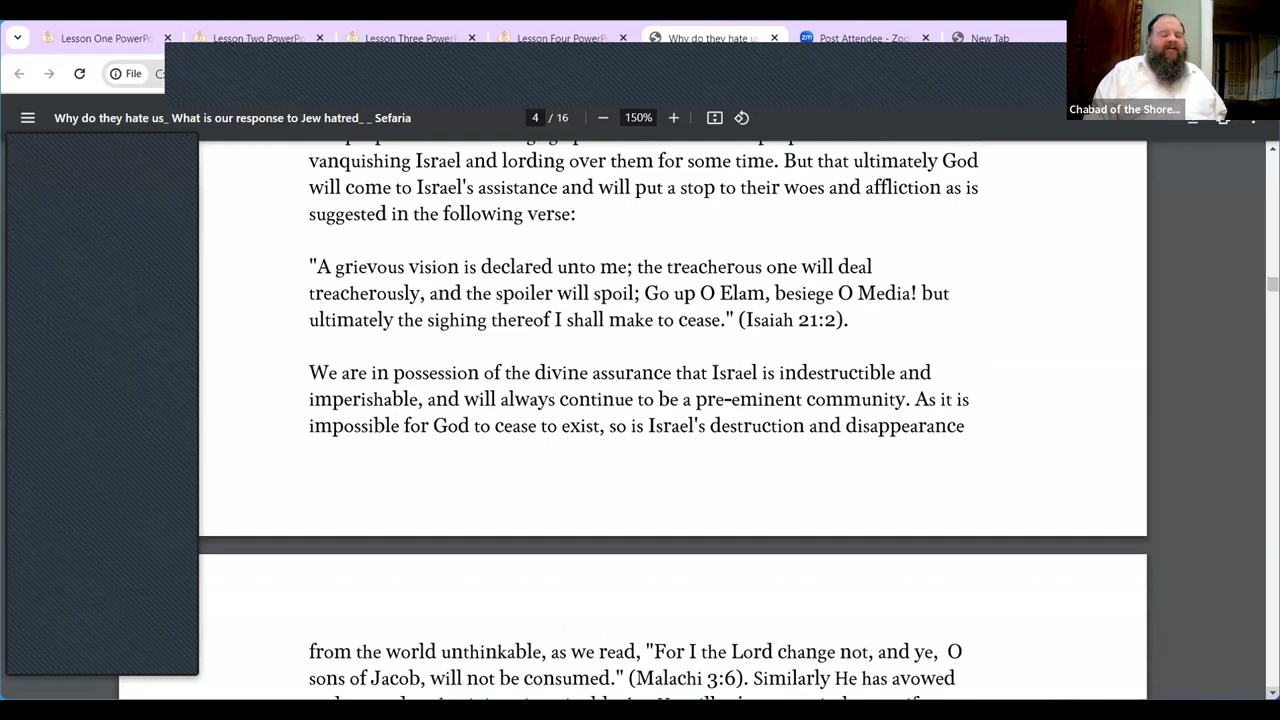 Lesson One PowerP
Lesson Two PowerP
Lesson Three PowerP
Lesson Four PowerP
Why do they hate us
zm
Post Attendee - Zoo
New Tab
File
Chabad of the Shore...
Why do they hate us_ What is our response to Jew hatred_ _ Sefaria
4 / 16
150%
vanquishing Israel and lording over them for some time. But that ultimately God
will come to Israel's assistance and will put a stop to their woes and affliction as is
suggested in the following verse:
"A grievous vision is declared unto me; the treacherous one will deal
treacherously, and the spoiler will spoil; Go up O Elam, besiege O Media! but
ultimately the sighing thereof I shall make to cease." (Isaiah 21:2).
We are in possession of the divine assurance that Israel is indestructible and
imperishable, and will always continue to be a pre-eminent community. As it is
impossible for God to cease to exist, so is Israel's destruction and disappearance
from the world unthinkable, as we read, "For I the Lord change not, and ye, O
sons of Jacob, will not be consumed." (Malachi 3:6). Similarly He has avowed